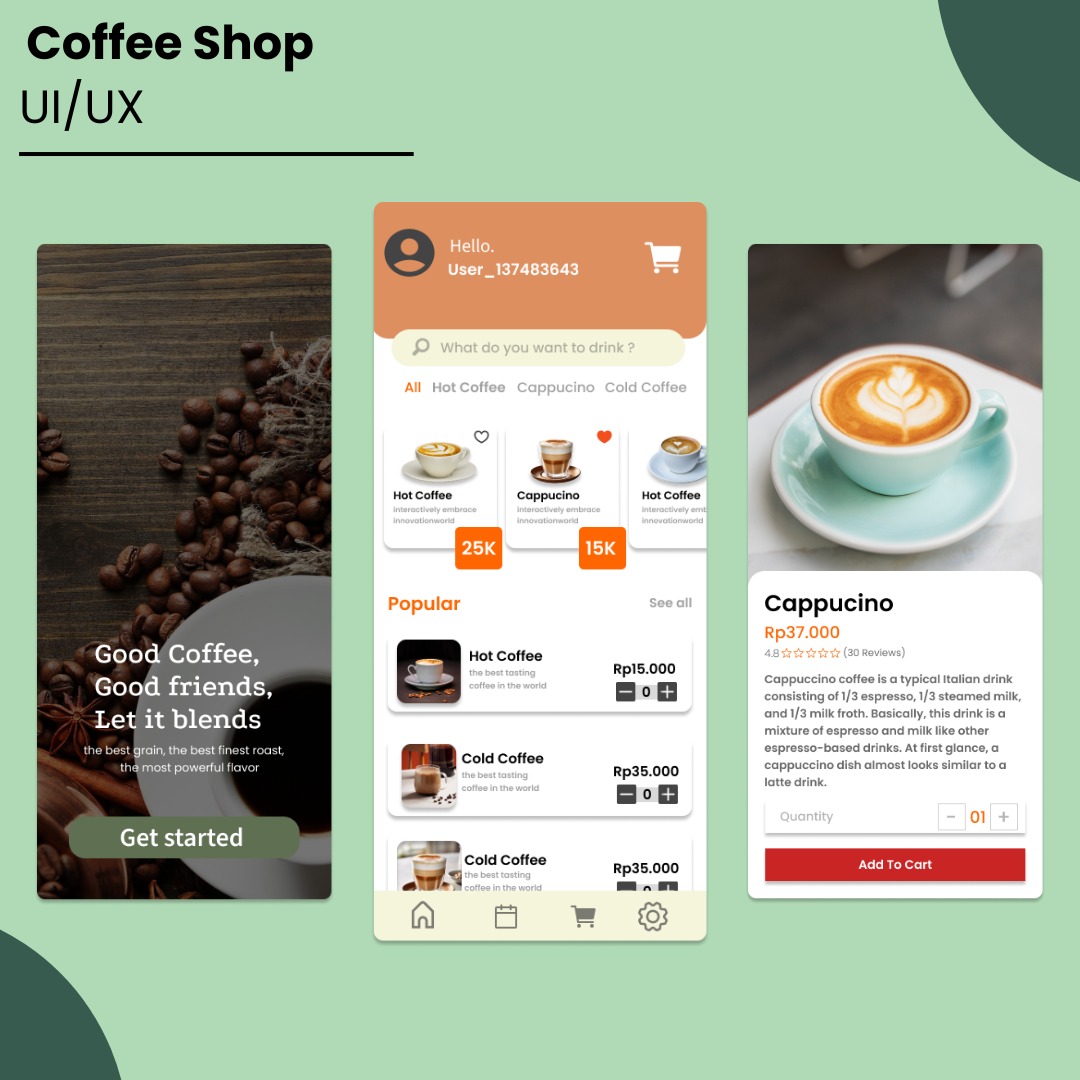 Coffee Shop
UI/UX
Good Coffee,
Good friends,
Let it blends
the best grain, the best finest roast,
the most powerful flavor
Get started
Hello.
User_137483643
What do you want to drink ?
All Hot Coffee Cappucino Cold Coffee
Hot Coffee
Interactively embrace
innovationworld
25K
Cappucino
Interactively embrace
innovationworld
15K
Hot Coffee
Interactively emb
innovationworld
Popular See all
Hot Coffee
the best tasting
coffee in the world
Rp15.000
- 0 +
Cold Coffee
the best tasting
coffee in the world
Rp35.000
- 0 +
Cold Coffee
the best tasting
coffee in the world
Rp35.000
Cappucino
Rp37.000
4.8 ☆☆☆☆☆ (30 Reviews)
Cappuccino coffee is a typical Italian drink
consisting of 1/3 espresso, 1/3 steamed milk,
and 1/3 milk froth. Basically, this drink is a
mixture of espresso and milk like other
espresso-based drinks. At first glance, a
cappuccino dish almost looks similar to a
latte drink.
Quantity - 01 +
Add To Cart